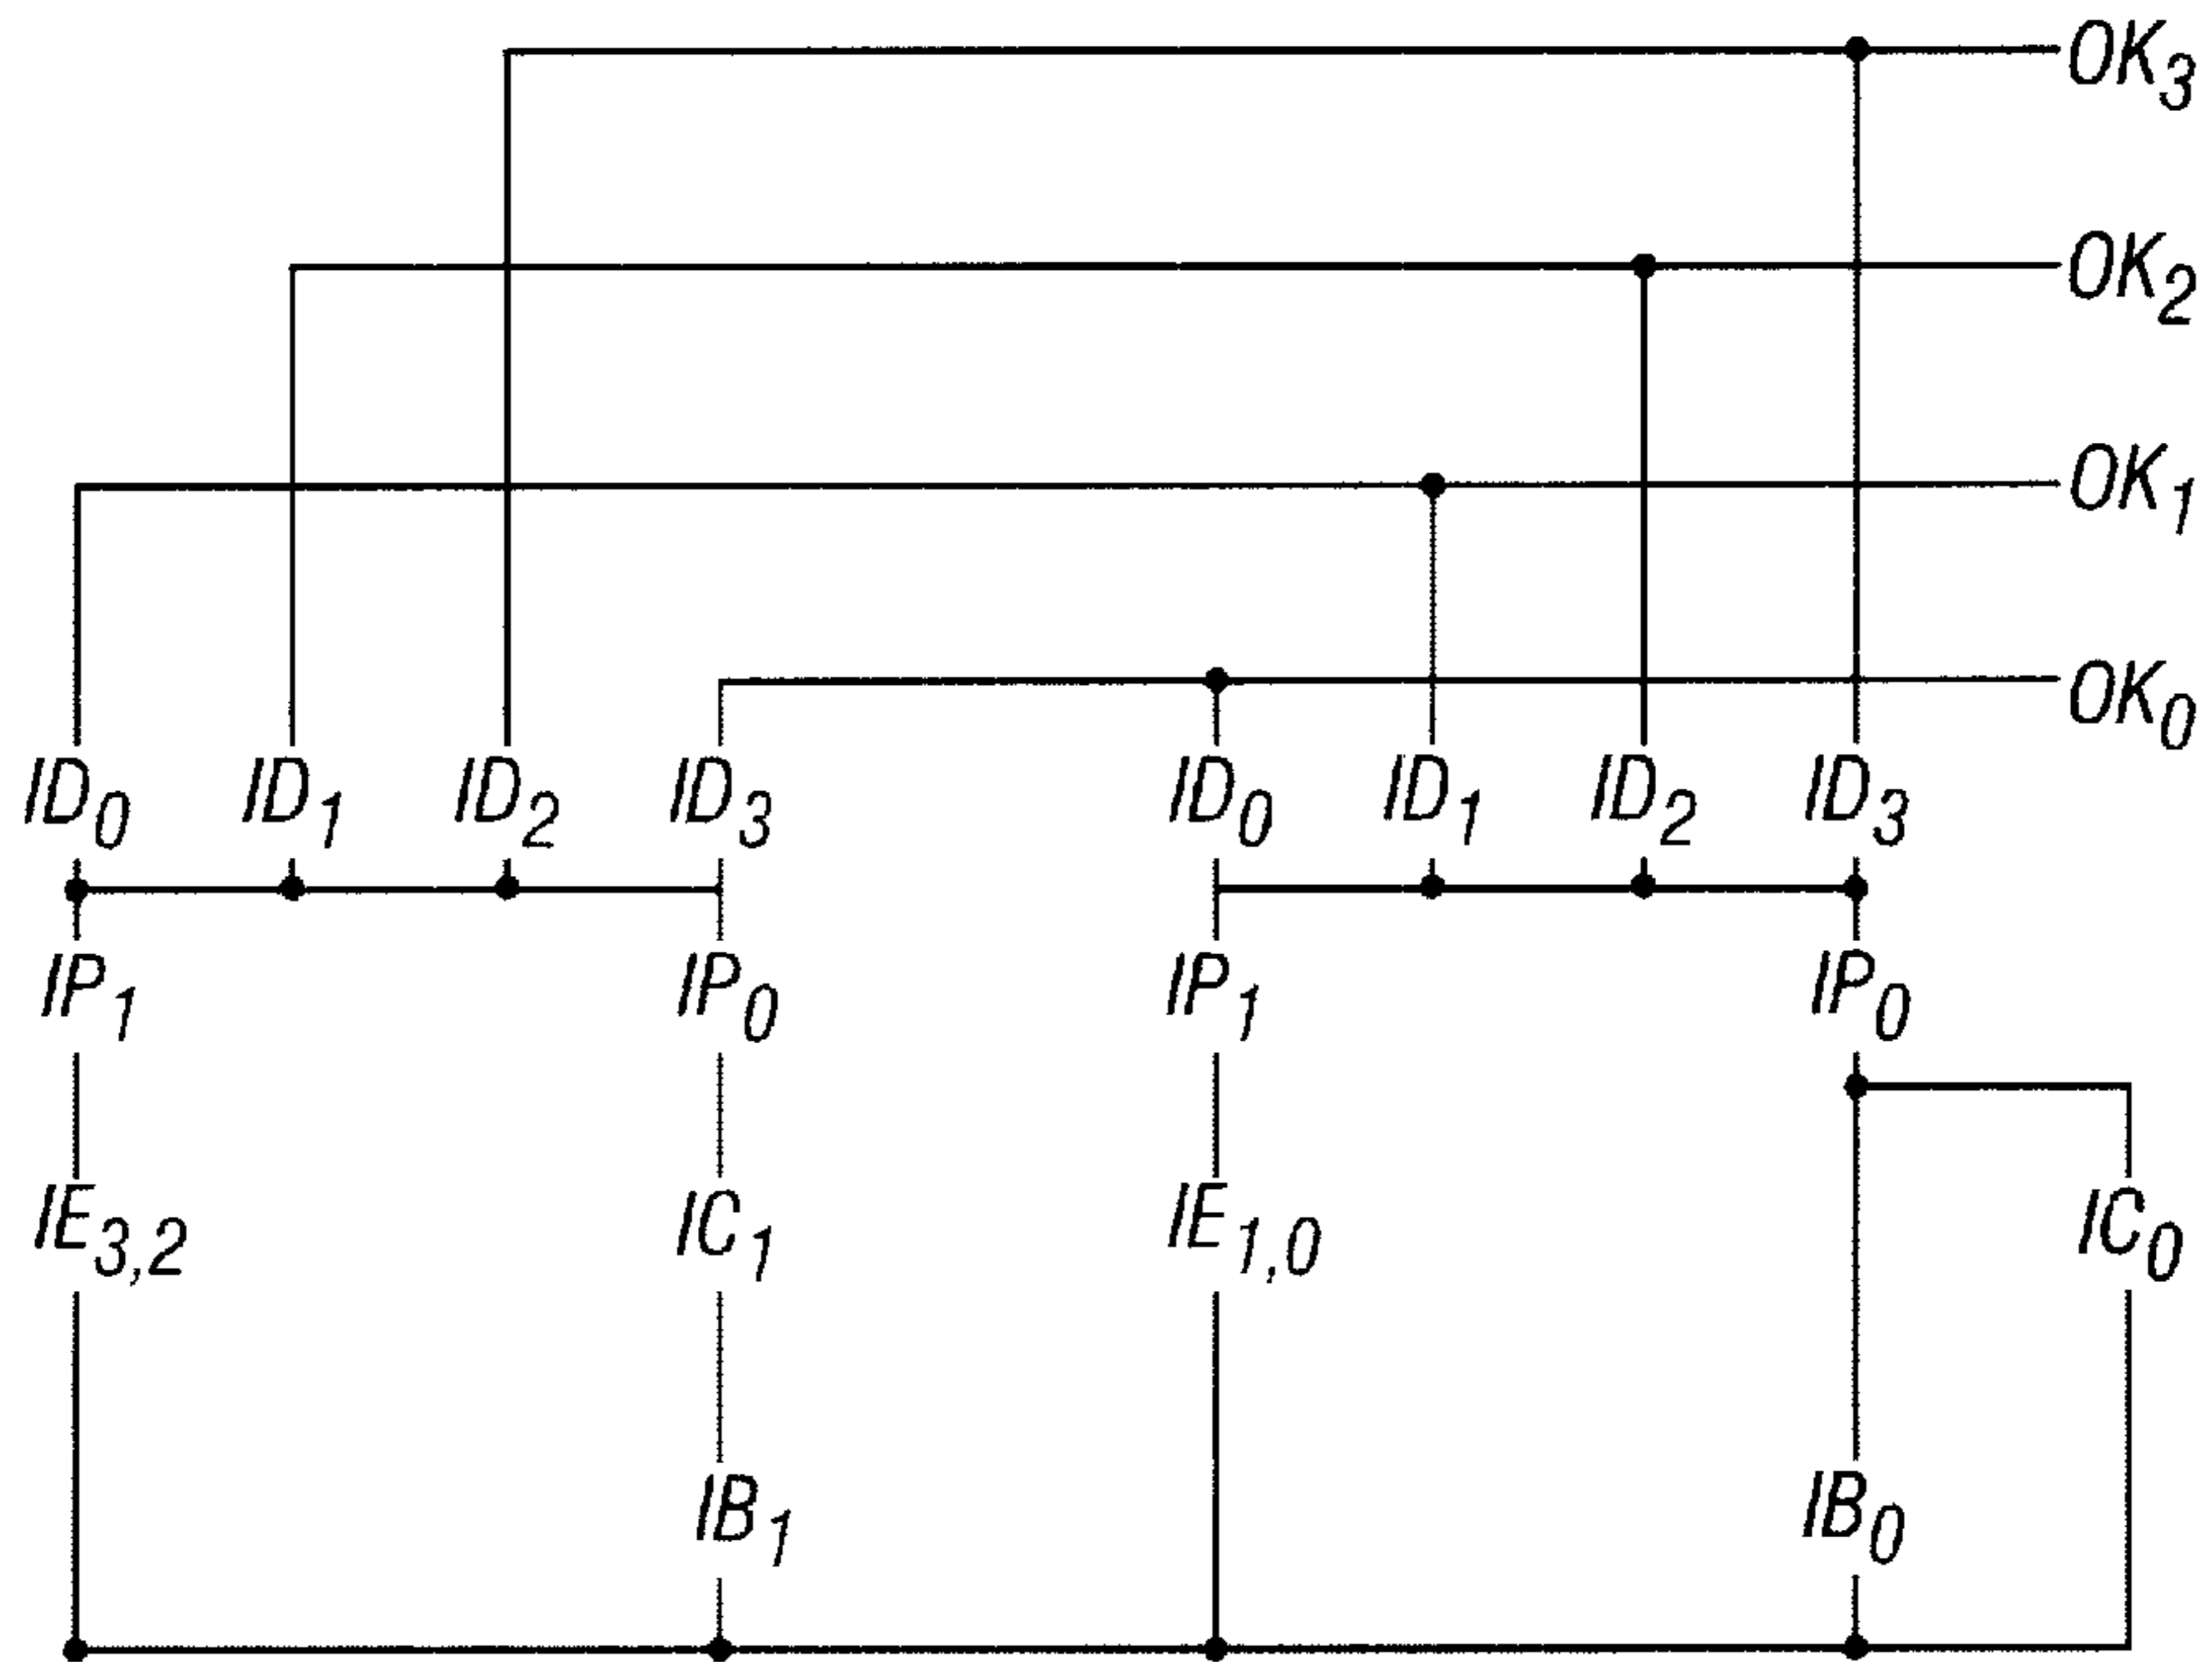 OK3
OK2
OK1
OK0
ID0 ID1 ID2 ID3 ID0 ID1 ID2 ID3
IP1 IP0 IP1 IP0
IE3,2 IC1 IE1,0 IC0
IB1 IB0